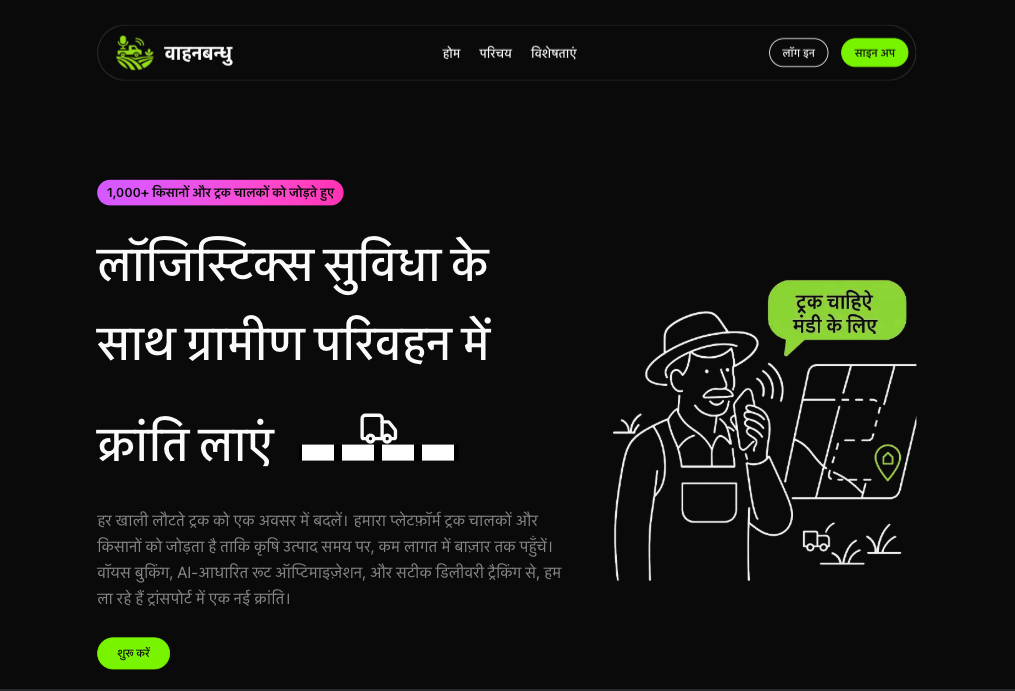 वाहनबन्धु
होम परिचय विशेषताएं
लॉग इन
साइन अप
1,000+ किसानों और ट्रक चालकों को जोड़ते हुए
लॉजिस्टिक्स सुविधा के
साथ ग्रामीण परिवहन में
क्रांति लाएं
ट्रक चाहिऐ
मंडी के लिए
हर खाली लौटते ट्रक को एक अवसर में बदलें। हमारा प्लेटफ़ॉर्म ट्रक चालकों और
किसानों को जोड़ता है ताकि कृषि उत्पाद समय पर, कम लागत में बाज़ार तक पहुँचें।
वॉयस बुकिंग, AI-आधारित रूट ऑप्टिमाइज़ेशन, और सटीक डिलीवरी ट्रैकिंग से, हम
ला रहे हैं ट्रांसपोर्ट में एक नई क्रांति।
शुरू करें